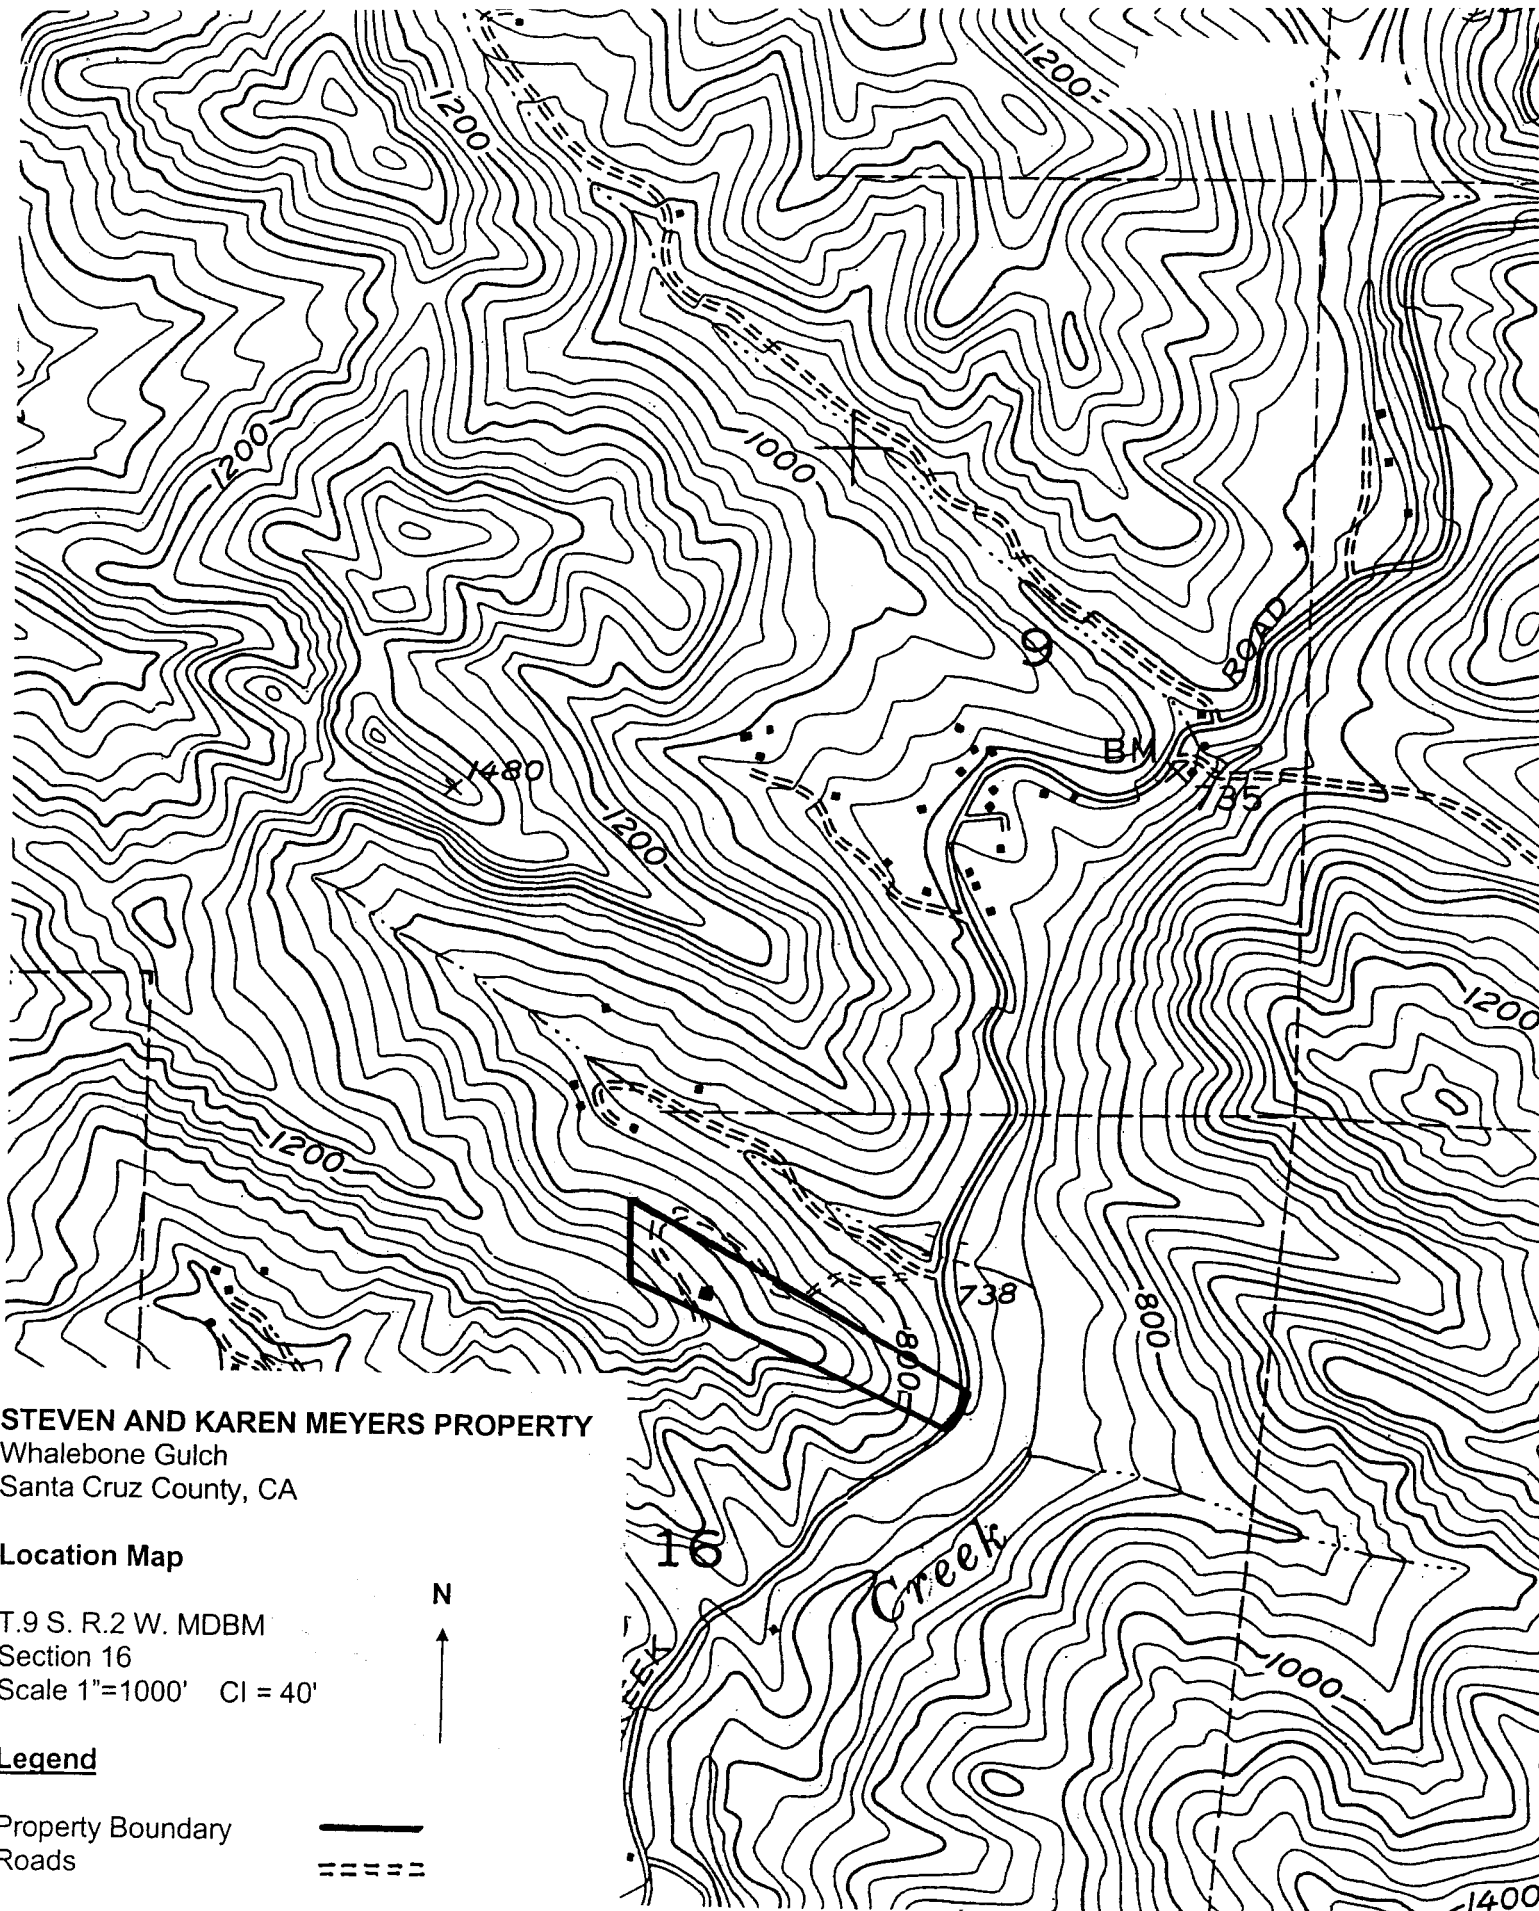 1200
1200
1200
1000
9
ROAD
BM
735
1480
1200
1200
1200
738
800
800
STEVEN AND KAREN MEYERS PROPERTY
Whalebone Gulch
Santa Cruz County, CA
Location Map
N
T.9 S. R.2 W. MDBM
Section 16
Scale 1"=1000' CI = 40'
16
Creek
1000
Legend
Property Boundary
Roads
1400